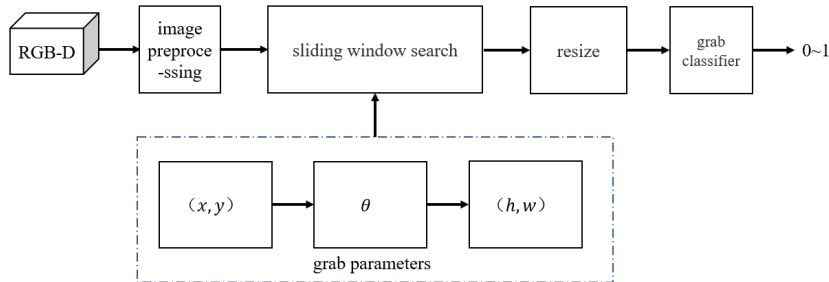 RGB-D
image
preproce
-ssing
sliding window search
resize
grab
classifier
0~1
(x, y)
θ
(h, w)
grab parameters